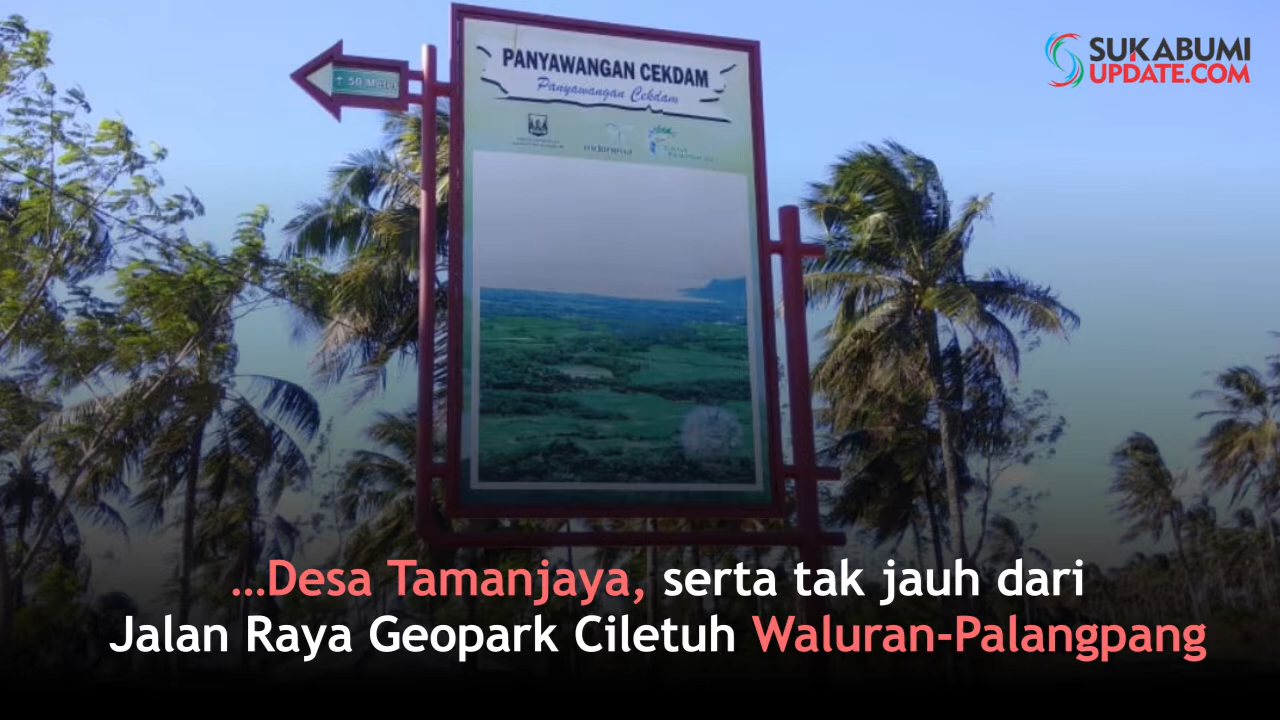 SUKABUMI
UPDATE.COM
± 50 Meter
PANYAWANGAN CEKDAM
Panyawangan Cekdam
indonesia
...Desa Tamanjaya, serta tak jauh dari
Jalan Raya Geopark Ciletuh Waluran-Palangpang